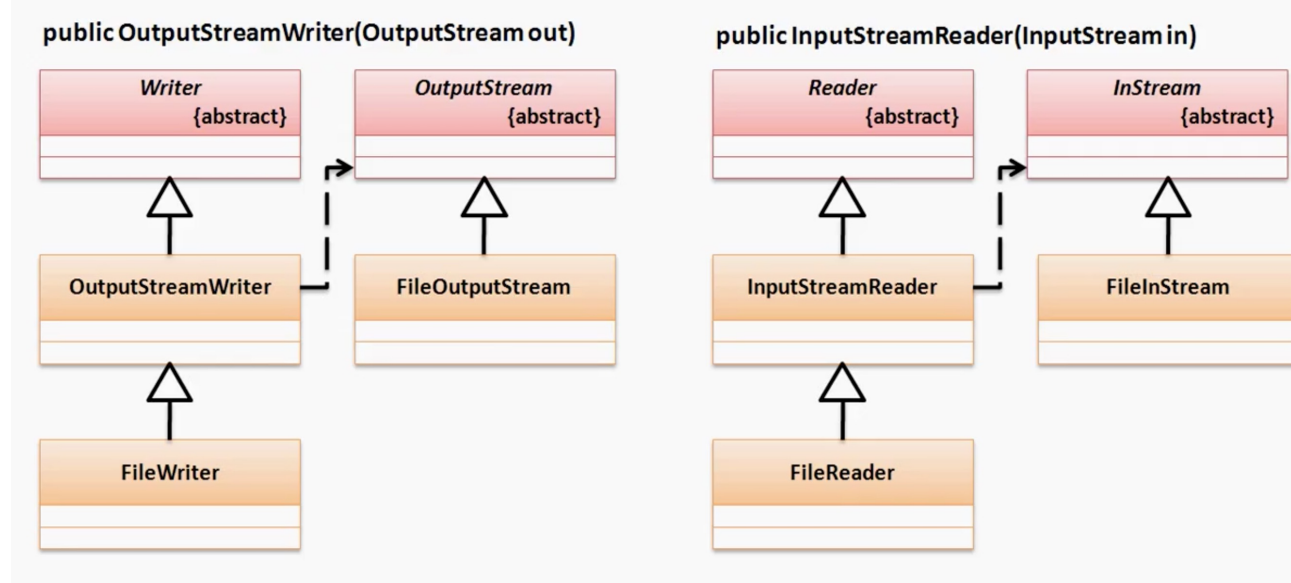 public OutputStreamWriter(OutputStream out)
Writer
{abstract}
OutputStream
{abstract}
OutputStreamWriter
FileOutputStream
FileWriter
public InputStreamReader(InputStream in)
Reader
{abstract}
InStream
{abstract}
InputStreamReader
FileInStream
FileReader